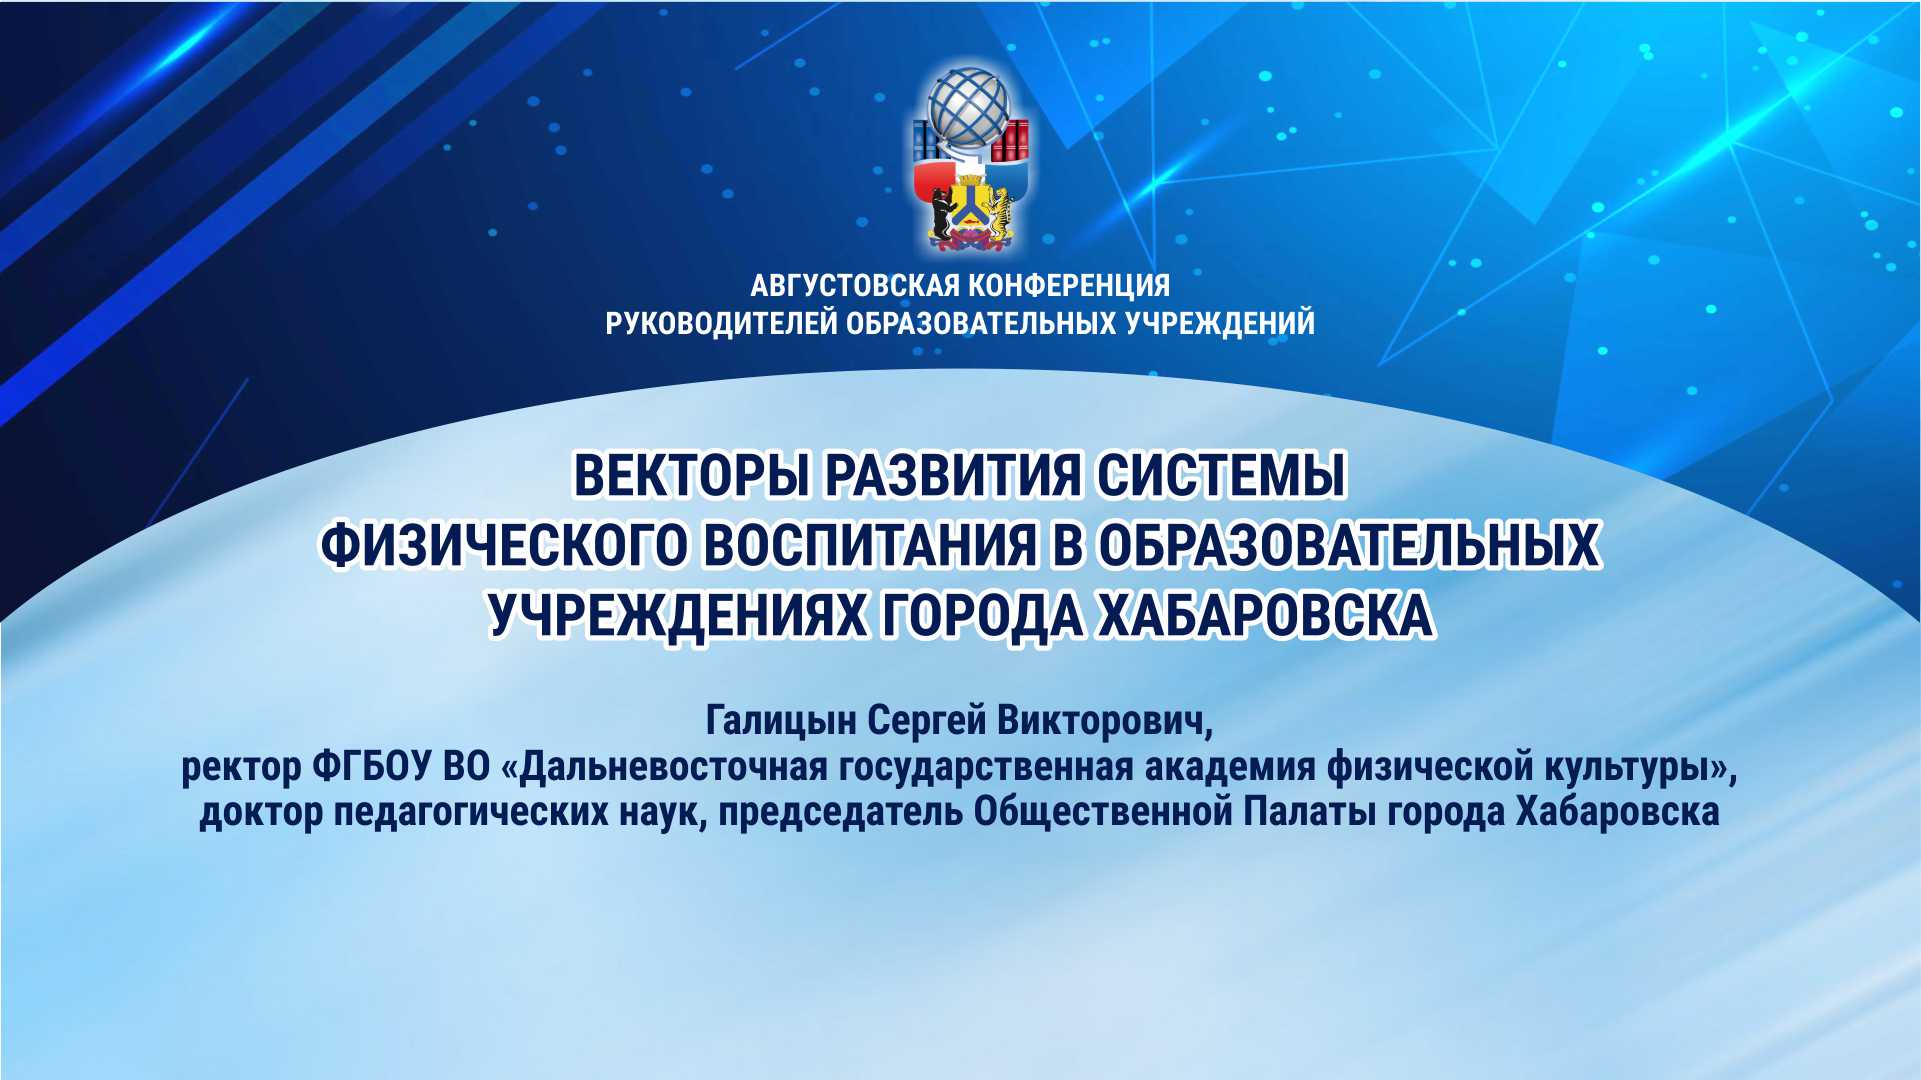 АВГУСТОВСКАЯ КОНФЕРЕНЦИЯ
РУКОВОДИТЕЛЕЙ ОБРАЗОВАТЕЛЬНЫХ УЧРЕЖДЕНИЙ
ВЕКТОРЫ РАЗВИТИЯ СИСТЕМЫ
ФИЗИЧЕСКОГО ВОСПИТАНИЯ В ОБРАЗОВАТЕЛЬНЫХ
УЧРЕЖДЕНИЯХ ГОРОДА ХАБАРОВСКА
Галицын Сергей Викторович,
ректор ФГБОУ ВО «Дальневосточная государственная академия физической культуры»,
доктор педагогических наук, председатель Общественной Палаты города Хабаровска